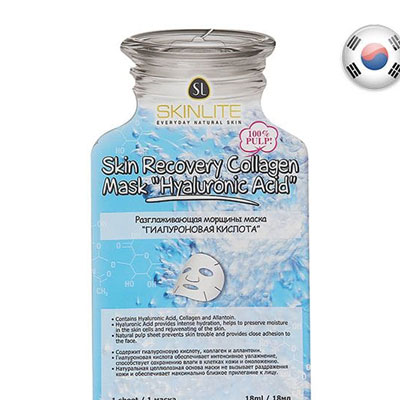 SL
SKINLITE
EVERYDAY NATURAL SKIN
100%
PULP!
Skin Recovery Collagen
Mask "Hyaluronic Acid"
Разглаживающая морщины маска
"ГИАЛУРОНОВАЯ КИСЛОТА"
• Contains Hyaluronic Acid, Collagen and Allantoin.
• Hyaluronic Acid provides intense hydration, helps to preserve moisture
in the skin cells and rejuvenating of the skin.
• Natural pulp sheet prevents skin trouble and provides close adhesion to
the face.
• Содержит гиалуроновую кислоту, коллаген и аллантоин.
• Гиалуроновая кислота обеспечивает интенсивное увлажнение,
способствует сохранению влаги в клетках кожи и омоложению.
• Натуральная целлюлозная основа маски не вызывает раздражения
кожи и обеспечивает максимально близкое прилегание к лицу.
1 sheet / 1 маска 18ml / 18мл